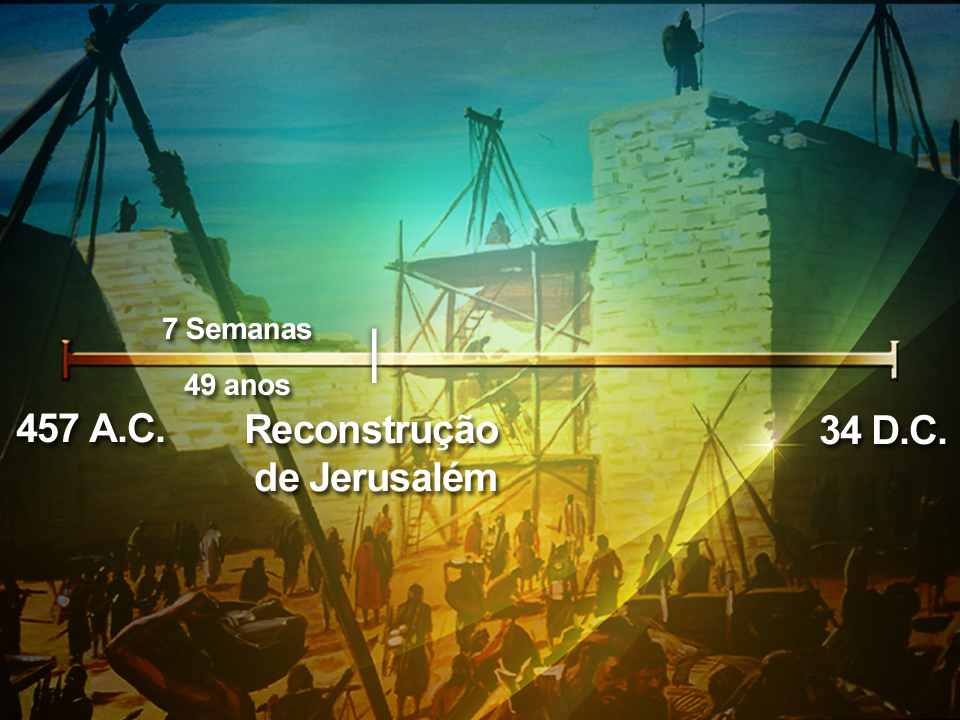 7 Semanas
49 anos
457 A.C.
Reconstrução
de Jerusalém
34 D.C.